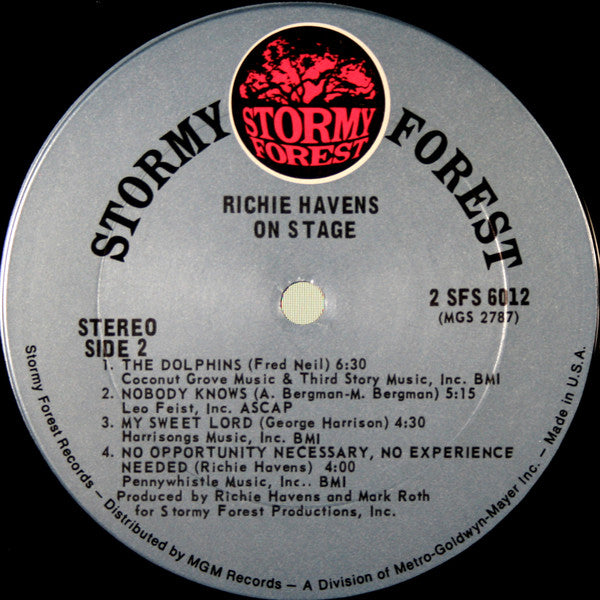 STORMY FOREST
STORMY
FOREST
RICHIE HAVENS
ON STAGE
2 SFS 6012
(MGS 2787)
STEREO
SIDE 2
1. THE DOLPHINS (Fred Neil) 6:30
Coconut Grove Music & Third Story Music, Inc. BMI
2. NOBODY KNOWS (A. Bergman-M. Bergman) 5:15
Leo Feist, Inc. ASCAP
3. MY SWEET LORD (George Harrison) 4:30
Harrisongs Music, Inc. BMI
4. NO OPPORTUNITY NECESSARY, NO EXPERIENCE
NEEDED (Richie Havens) 4:00
Pennywhistle Music, Inc.. BMI
Produced by Richie Havens and Mark Roth
for Stormy Forest Productions, Inc.
Stormy Forest Records – Distributed by MGM Records – A Division of Metro-Goldwyn-Mayer Inc. – Made in U.S.A.